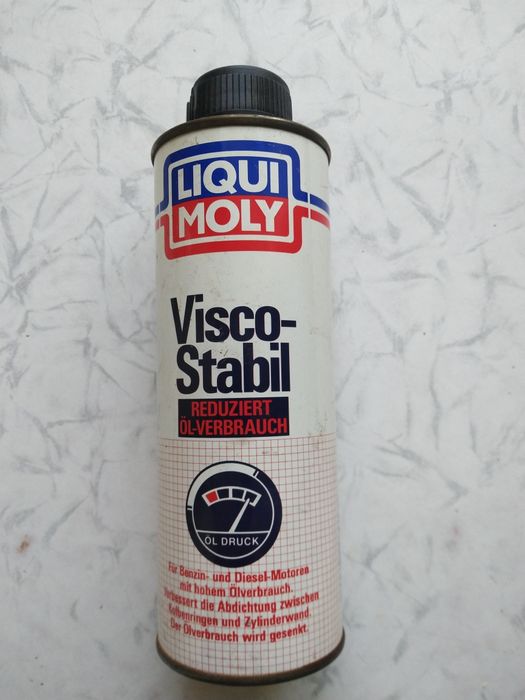 LIQUI
MOLY
Visco-
Stabil
REDUZIERT
ÖL-VERBRAUCH
ÖL DRUCK
Für Benzin- und Diesel-Motoren
mit hohem Ölverbrauch.
Verbessert die Abdichtung zwischen
Kolbenringen und Zylinderwand.
Der Ölverbrauch wird gesenkt.